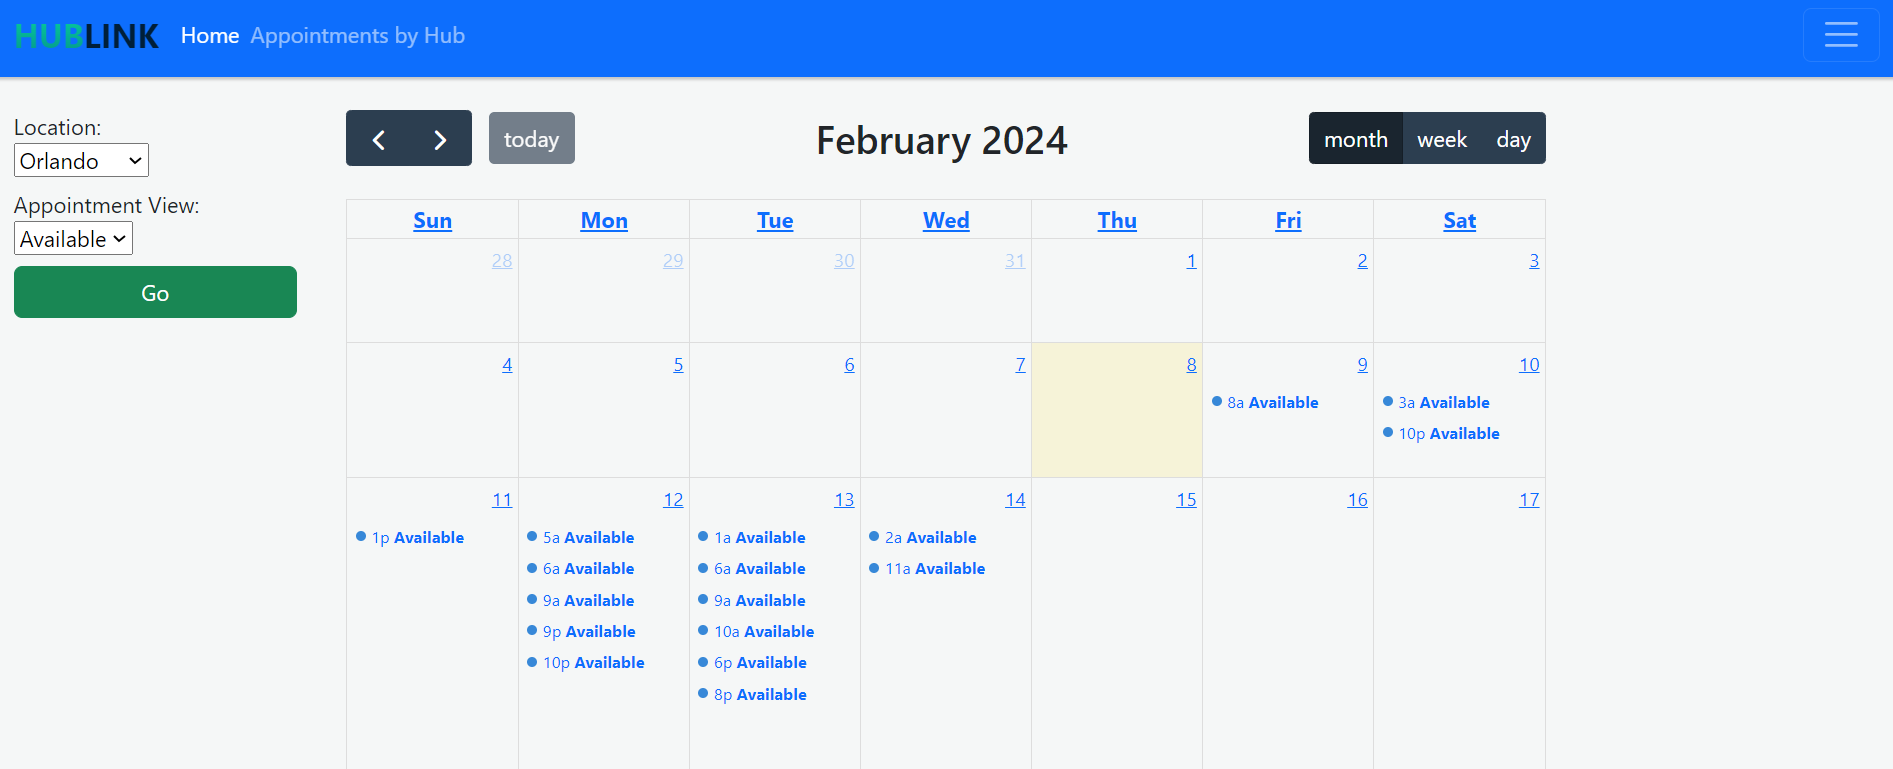 HUBLINK Home Appointments by Hub
Location:
Orlando
Appointment View:
Available
Go
today
February 2024
month week day
Sun Mon Tue Wed Thu Fri Sat
28 29 30 31 1 2 3
4 5 6 7 8 9 10
8a Available
3a Available
10p Available
11 12 13 14 15 16 17
1p Available
5a Available
6a Available
9a Available
9p Available
10p Available
1a Available
6a Available
9a Available
10a Available
6p Available
8p Available
2a Available
11a Available